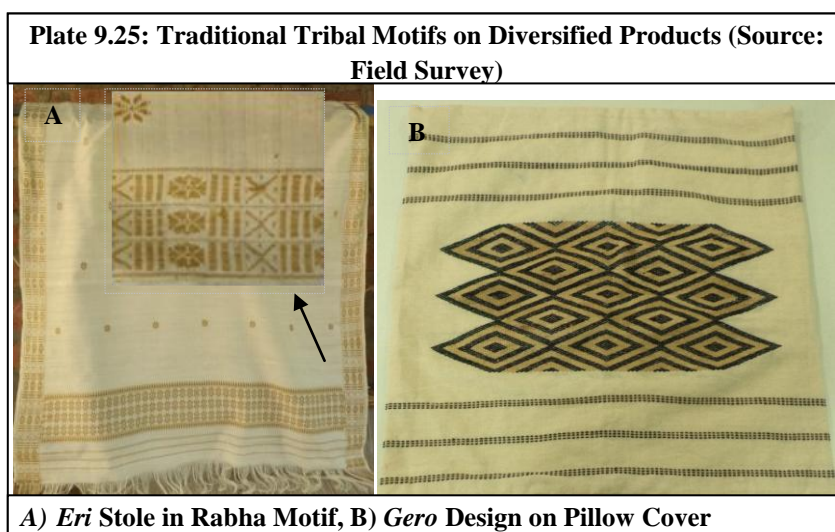 Plate 9.25: Traditional Tribal Motifs on Diversified Products (Source:
Field Survey)
A
B
A) Eri Stole in Rabha Motif, B) Gero Design on Pillow Cover